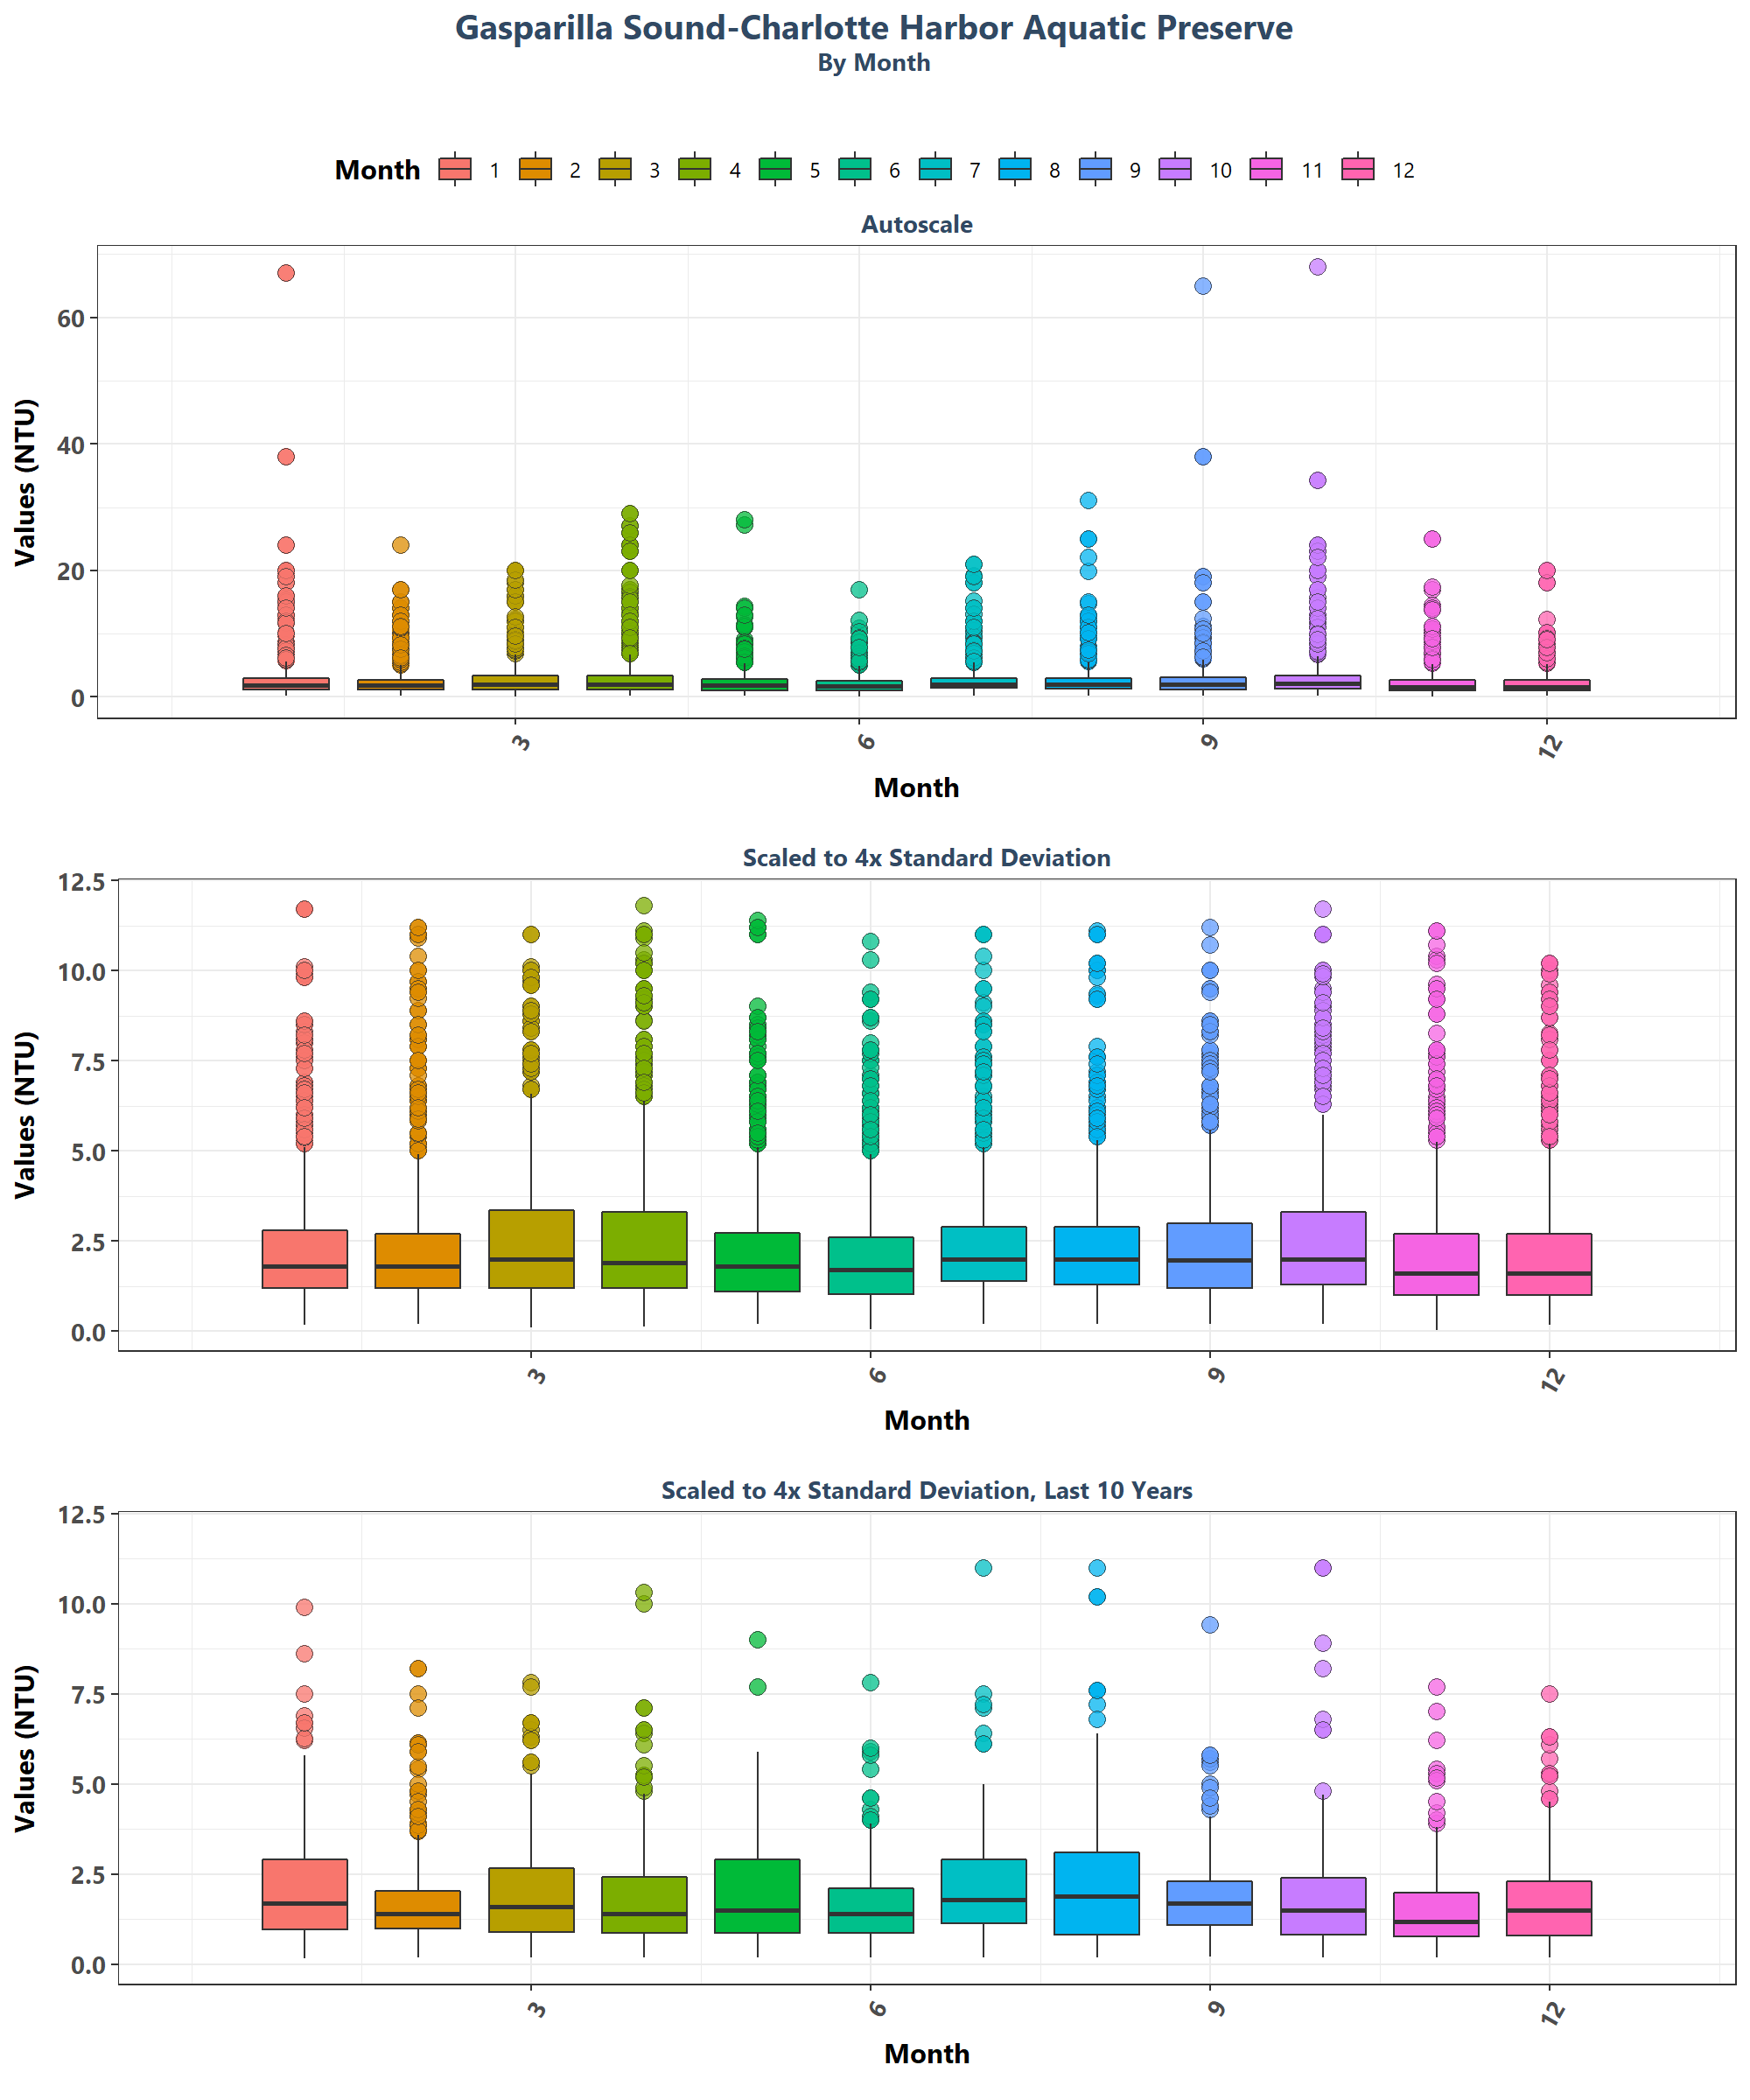 Gasparilla Sound-Charlotte Harbor Aquatic Preserve
By Month
Month 1 2 3 4 5 6 7 8 9 10 11 12
Autoscale
Values (NTU)
60
40
20
0
3 6 9 12
Month
Scaled to 4x Standard Deviation
Values (NTU)
12.5
10.0
7.5
5.0
2.5
0.0
3 6 9 12
Month
Scaled to 4x Standard Deviation, Last 10 Years
Values (NTU)
12.5
10.0
7.5
5.0
2.5
0.0
3 6 9 12
Month